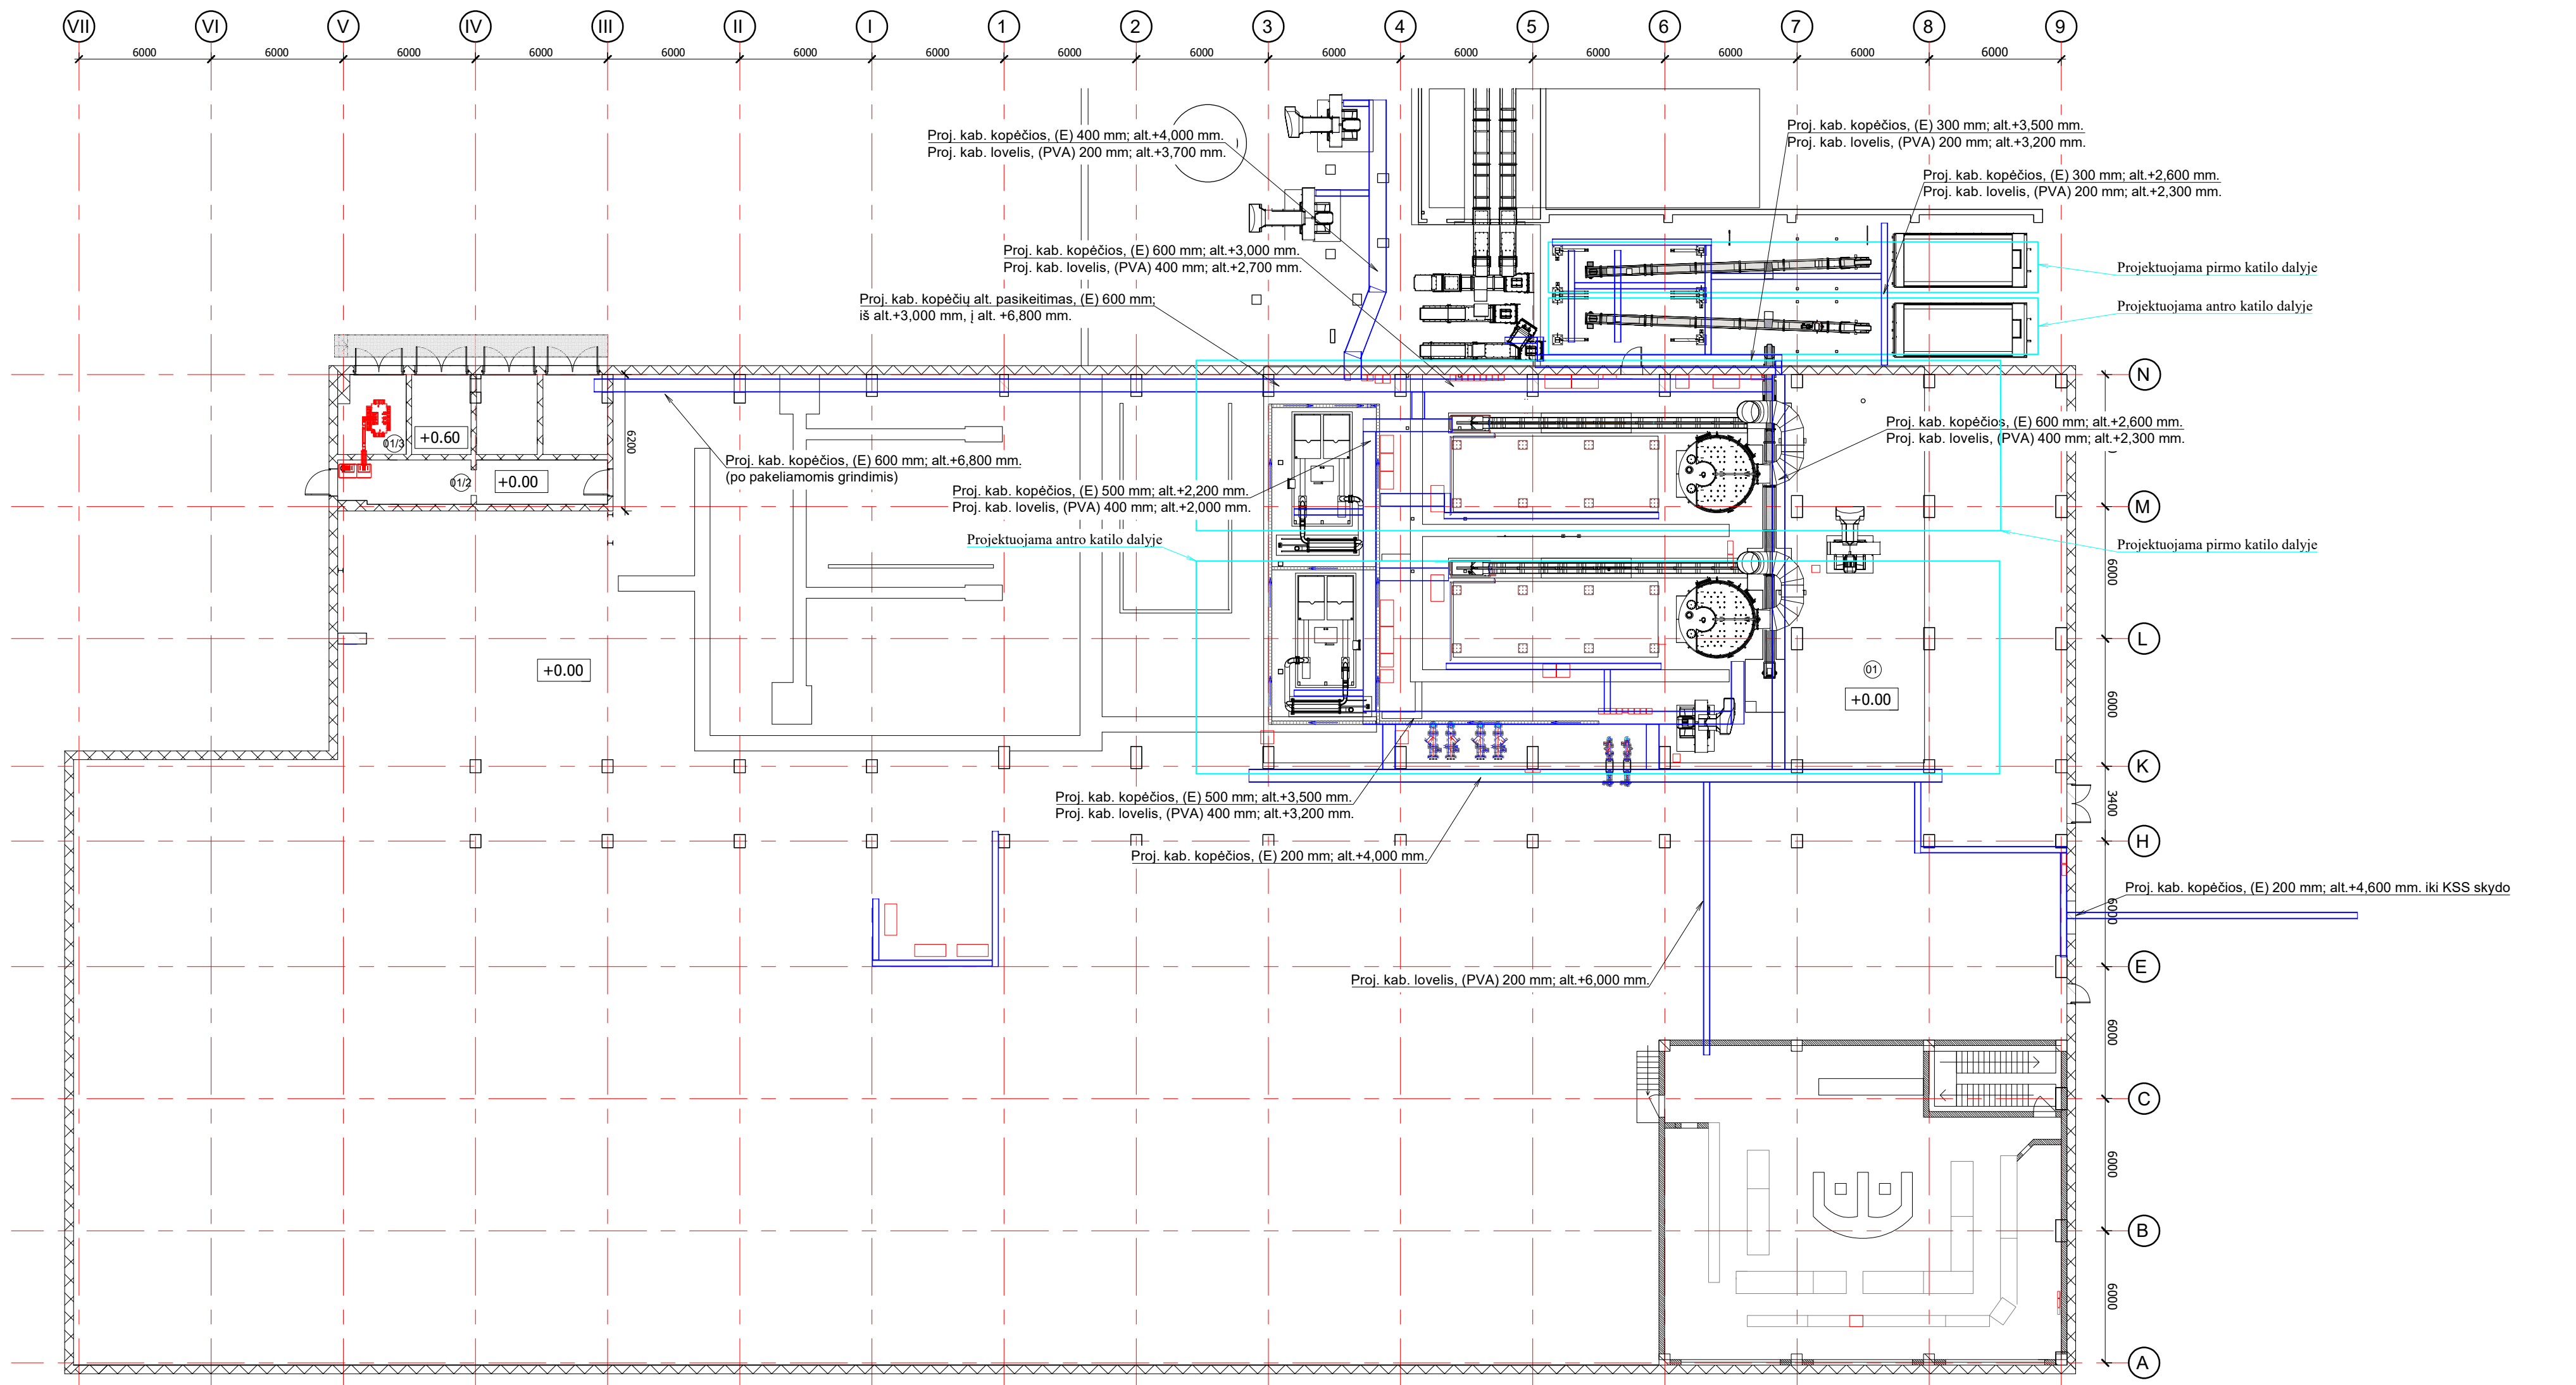 VII VI V IV III II I 1 2 3 4 5 6 7 8 9
6000 6000 6000 6000 6000 6000 6000 6000 6000 6000 6000 6000 6000 6000 6000
Proj. kab. kopėčios, (E) 400 mm; alt.+4,000 mm.
Proj. kab. lovelis, (PVA) 200 mm; alt.+3,700 mm.
Proj. kab. kopėčios, (E) 300 mm; alt.+3,500 mm.
Proj. kab. lovelis, (PVA) 200 mm; alt.+3,200 mm.
Proj. kab. kopėčios, (E) 300 mm; alt.+2,600 mm.
Proj. kab. lovelis, (PVA) 200 mm; alt.+2,300 mm.
Proj. kab. kopėčios, (E) 600 mm; alt.+3,000 mm.
Proj. kab. lovelis, (PVA) 400 mm; alt.+2,700 mm.
Projektuojama pirmo katilo dalyje
Proj. kab. kopėčių alt. pasikeitimas, (E) 600 mm;
iš alt.+3,000 mm, į alt. +6,800 mm.
Projektuojama antro katilo dalyje
N
Proj. kab. kopėčios, (E) 600 mm; alt.+2,600 mm.
Proj. kab. lovelis, (PVA) 400 mm; alt.+2,300 mm.
01/3
+0.60
6200
Proj. kab. kopėčios, (E) 600 mm; alt.+6,800 mm.
(po pakeliamomis grindimis)
01/2
+0.00
Proj. kab. kopėčios, (E) 500 mm; alt.+2,200 mm.
Proj. kab. lovelis, (PVA) 400 mm; alt.+2,000 mm.
M
Projektuojama antro katilo dalyje
Projektuojama pirmo katilo dalyje
6000
L
+0.00
01
+0.00
6000
K
Proj. kab. kopėčios, (E) 500 mm; alt.+3,500 mm.
Proj. kab. lovelis, (PVA) 400 mm; alt.+3,200 mm.
3400
H
Proj. kab. kopėčios, (E) 200 mm; alt.+4,000 mm.
Proj. kab. kopėčios, (E) 200 mm; alt.+4,600 mm. iki KSS skydo
6000
E
Proj. kab. lovelis, (PVA) 200 mm; alt.+6,000 mm.
6000
C
6000
B
6000
A